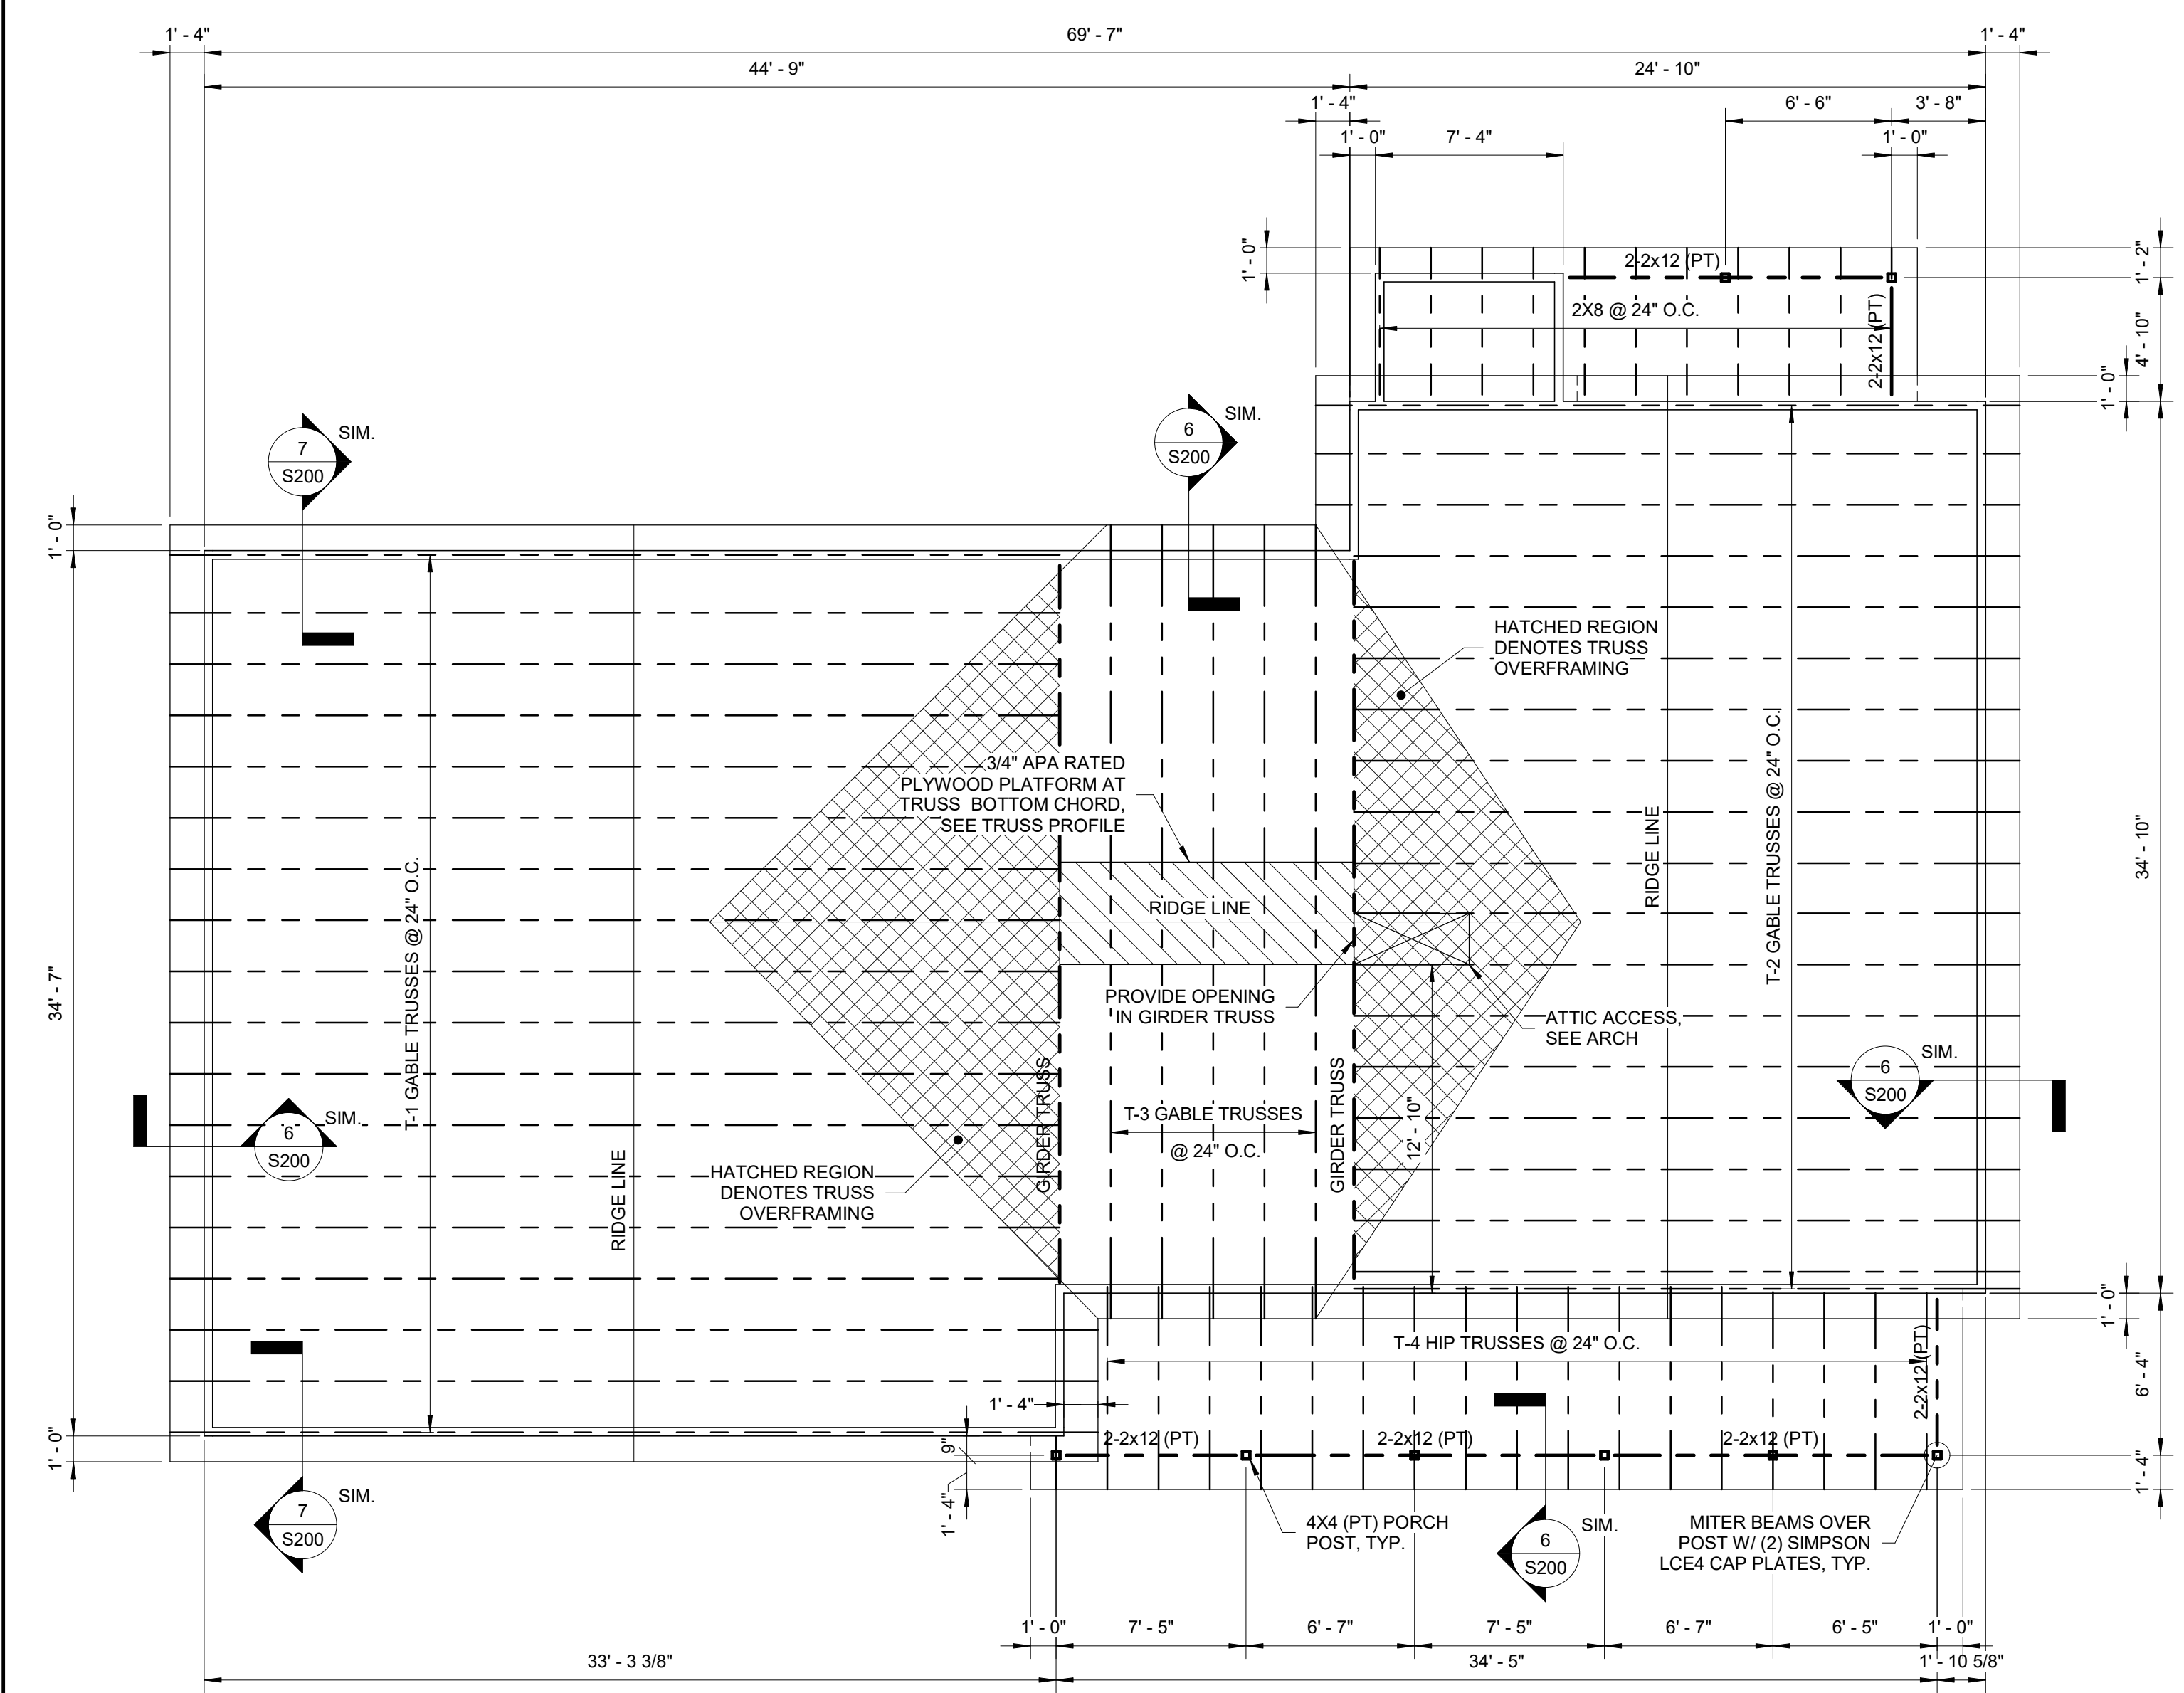 1' - 4"
69' - 7"
1' - 4"
44' - 9"
24' - 10"
1' - 4"
6' - 6"
3' - 8"
1' - 0"
7' - 4"
1' - 0"
1' - 0"
1' - 2"
2-2x12 (PT)
2X8 @ 24" O.C.
2-2x12 (PT)
4' - 10"
1' - 0"
7
S200
SIM.
6
S200
SIM.
1' - 0"
HATCHED REGION
DENOTES TRUSS
OVERFRAMING
3/4" APA RATED
PLYWOOD PLATFORM AT
TRUSS BOTTOM CHORD,
SEE TRUSS PROFILE
RIDGE LINE
RIDGE LINE
T-2 GABLE TRUSSES @ 24" O.C.
34' - 10"
T-1 GABLE TRUSSES @ 24" O.C.
34' - 7"
PROVIDE OPENING
IN GIRDER TRUSS
ATTIC ACCESS,
SEE ARCH
6
S200
SIM.
GIRDER TRUSS
T-3 GABLE TRUSSES
@ 24" O.C.
GIRDER TRUSS
12' - 10"
6
S200
SIM.
RIDGE LINE
HATCHED REGION
DENOTES TRUSS
OVERFRAMING
1' - 0"
T-4 HIP TRUSSES @ 24" O.C.
2-2x12 (PT)
6' - 4"
1' - 4"
1' - 0"
9"
2-2x12 (PT)
2-2x12 (PT)
2-2x12 (PT)
1' - 4"
1' - 4"
7
S200
SIM.
4X4 (PT) PORCH
POST, TYP.
6
S200
SIM.
MITER BEAMS OVER
POST W/ (2) SIMPSON
LCE4 CAP PLATES, TYP.
1' - 0"
7' - 5"
6' - 7"
7' - 5"
6' - 7"
6' - 5"
1' - 0"
33' - 3 3/8"
34' - 5"
1' - 10 5/8"